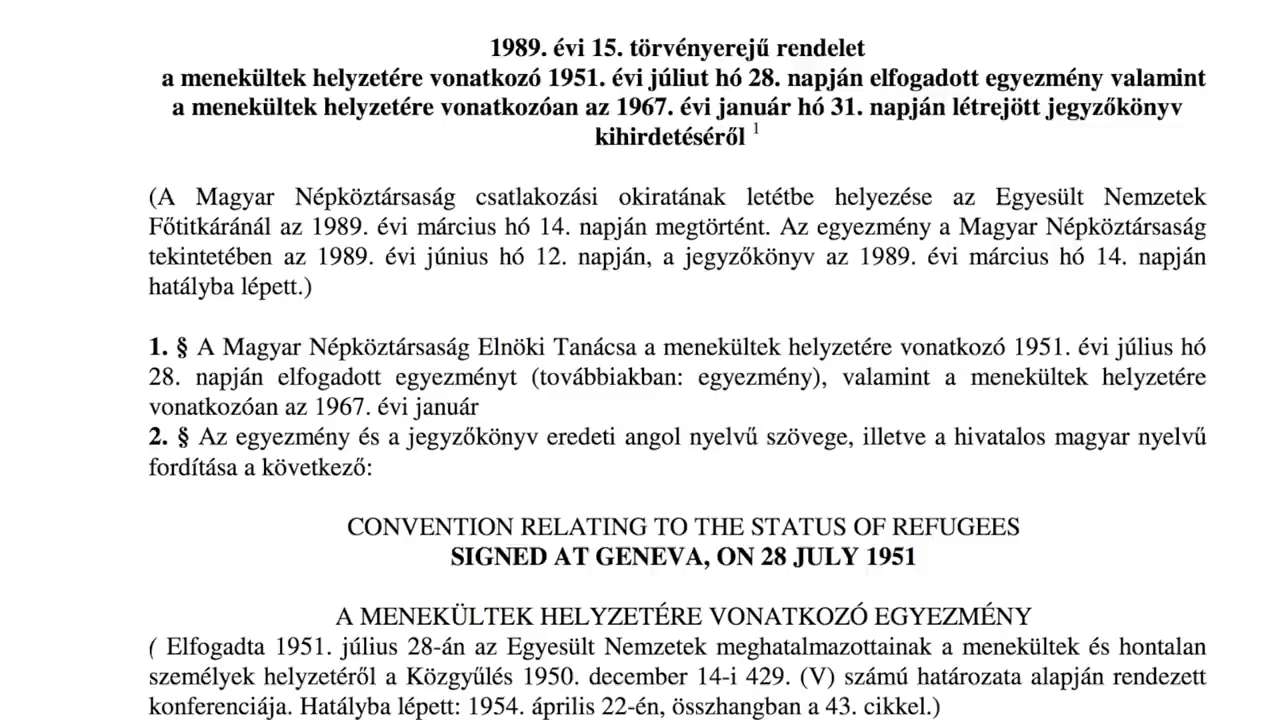 1989. évi 15. törvényerejű rendelet
a menekültek helyzetére vonatkozó 1951. évi júliut hó 28. napján elfogadott egyezmény valamint
a menekültek helyzetére vonatkozóan az 1967. évi január hó 31. napján létrejött jegyzőkönyv
kihirdetéséről 1
(A Magyar Népköztársaság csatlakozási okiratának letétbe helyezése az Egyesült Nemzetek
Főtitkáránál az 1989. évi március hó 14. napján megtörtént. Az egyezmény a Magyar Népköztársaság
tekintetében az 1989. évi június hó 12. napján, a jegyzőkönyv az 1989. évi március hó 14. napján
hatályba lépett.)
1. § A Magyar Népköztársaság Elnöki Tanácsa a menekültek helyzetére vonatkozó 1951. évi július hó
28. napján elfogadott egyezményt (továbbiakban: egyezmény), valamint a menekültek helyzetére
vonatkozóan az 1967. évi január
2. § Az egyezmény és a jegyzőkönyv eredeti angol nyelvű szövege, illetve a hivatalos magyar nyelvű
fordítása a következő:
CONVENTION RELATING TO THE STATUS OF REFUGEES
SIGNED AT GENEVA, ON 28 JULY 1951
A MENEKÜLTEK HELYZETÉRE VONATKOZÓ EGYEZMÉNY
( Elfogadta 1951. július 28-án az Egyesült Nemzetek meghatalmazottainak a menekültek és hontalan
személyek helyzetéről a Közgyűlés 1950. december 14-i 429. (V) számú határozata alapján rendezett
konferenciája. Hatályba lépett: 1954. április 22-én, összhangban a 43. cikkel.)